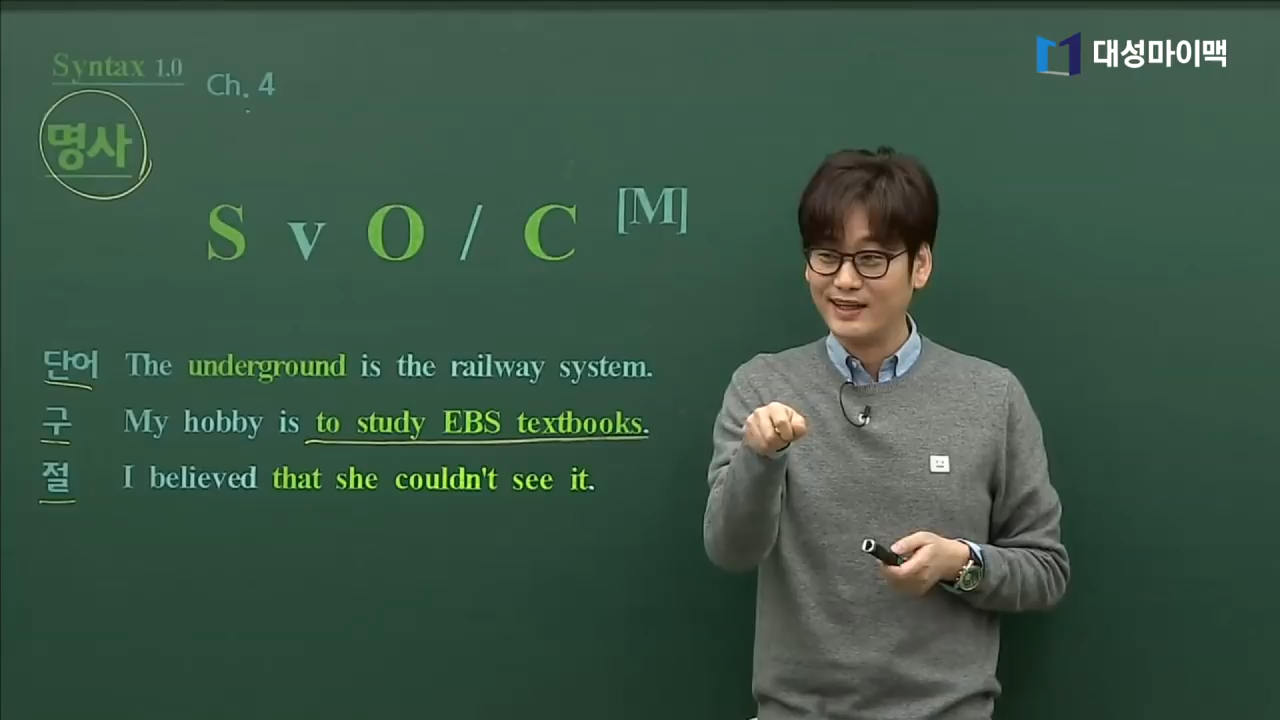 Syntax 1.0
Ch. 4
대성마이맥
명사
S v O / C [M]
단어 The underground is the railway system.
구 My hobby is to study EBS textbooks.
절 I believed that she couldn't see it.